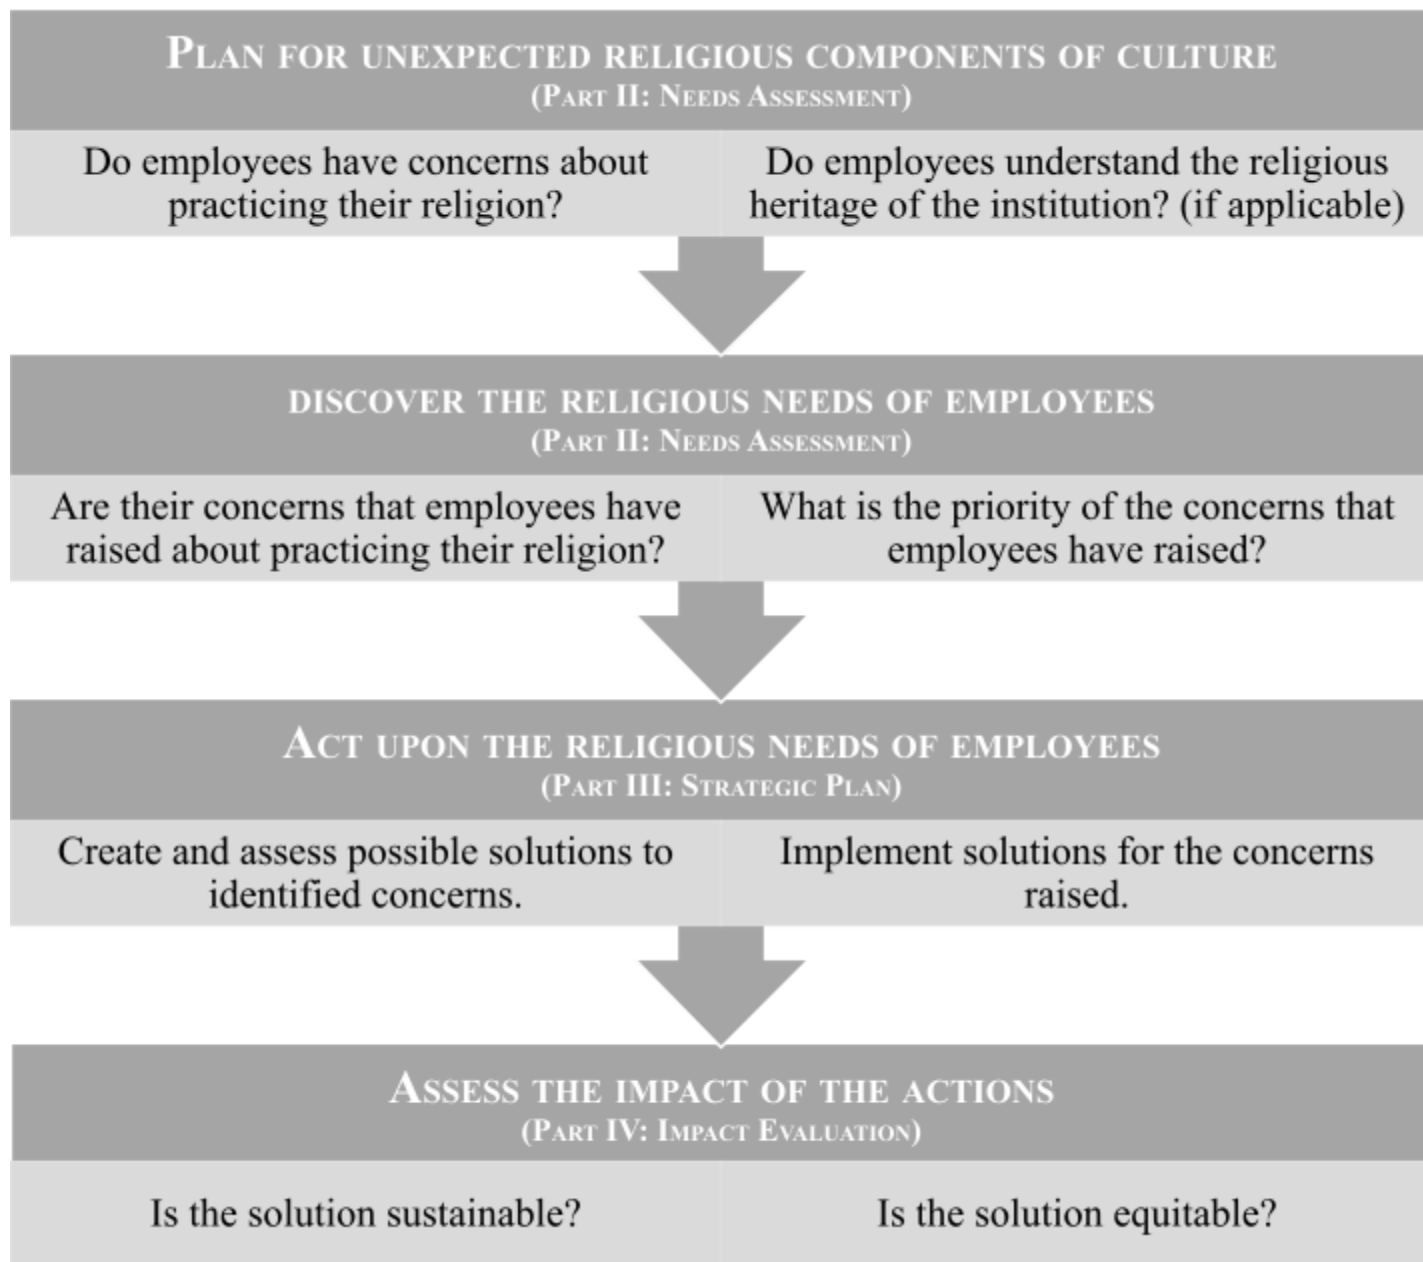 Plan for unexpected religious components of culture
(Part II: Needs Assessment)
Do employees have concerns about
practicing their religion?
Do employees understand the religious
heritage of the institution? (if applicable)
discover the religious needs of employees
(Part II: Needs Assessment)
Are their concerns that employees have
raised about practicing their religion?
What is the priority of the concerns that
employees have raised?
Act upon the religious needs of employees
(Part III: Strategic Plan)
Create and assess possible solutions to
identified concerns.
Implement solutions for the concerns
raised.
Assess the impact of the actions
(Part IV: Impact Evaluation)
Is the solution sustainable?
Is the solution equitable?